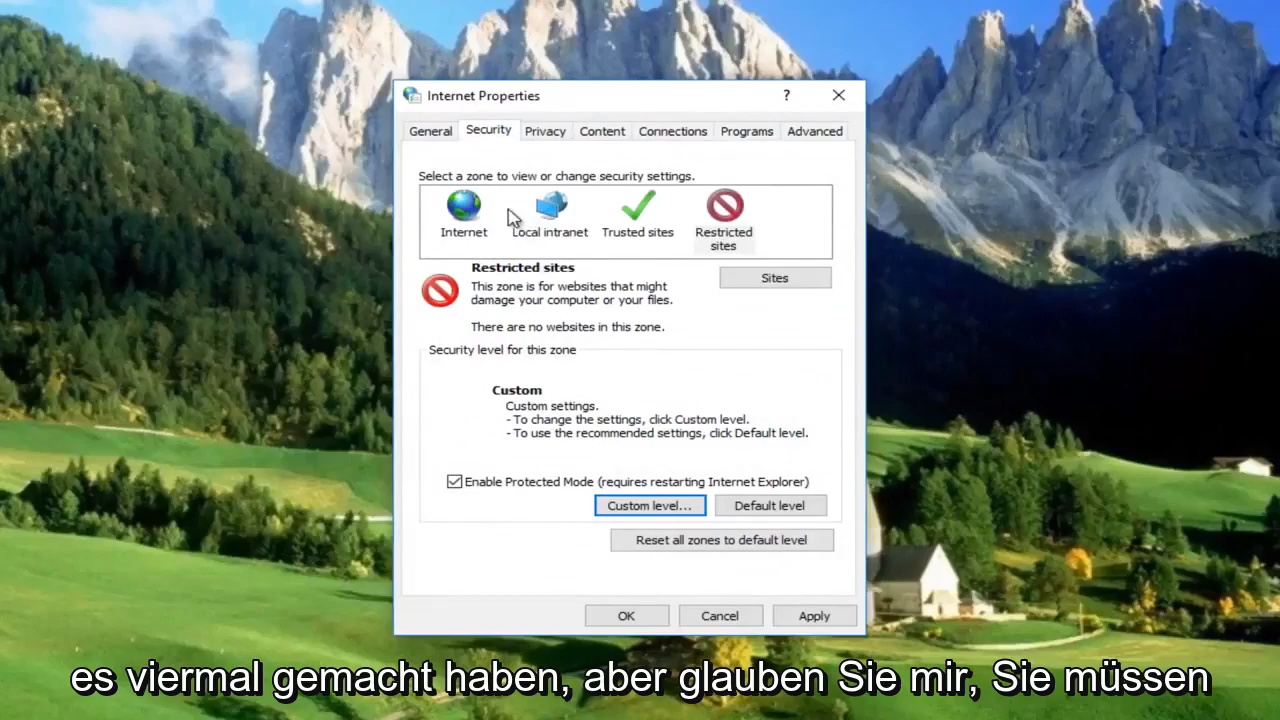 Internet Properties
?
General Security Privacy Content Connections Programs Advanced
Select a zone to view or change security settings.
Internet Local intranet Trusted sites Restricted sites
Restricted sites
Sites
This zone is for websites that might
damage your computer or your files.
There are no websites in this zone.
Security level for this zone
Custom
Custom settings.
- To change the settings, click Custom level.
- To use the recommended settings, click Default level.
Enable Protected Mode (requires restarting Internet Explorer)
Custom level... Default level
Reset all zones to default level
OK Cancel Apply
es viermal gemacht haben, aber glauben Sie mir, Sie müssen